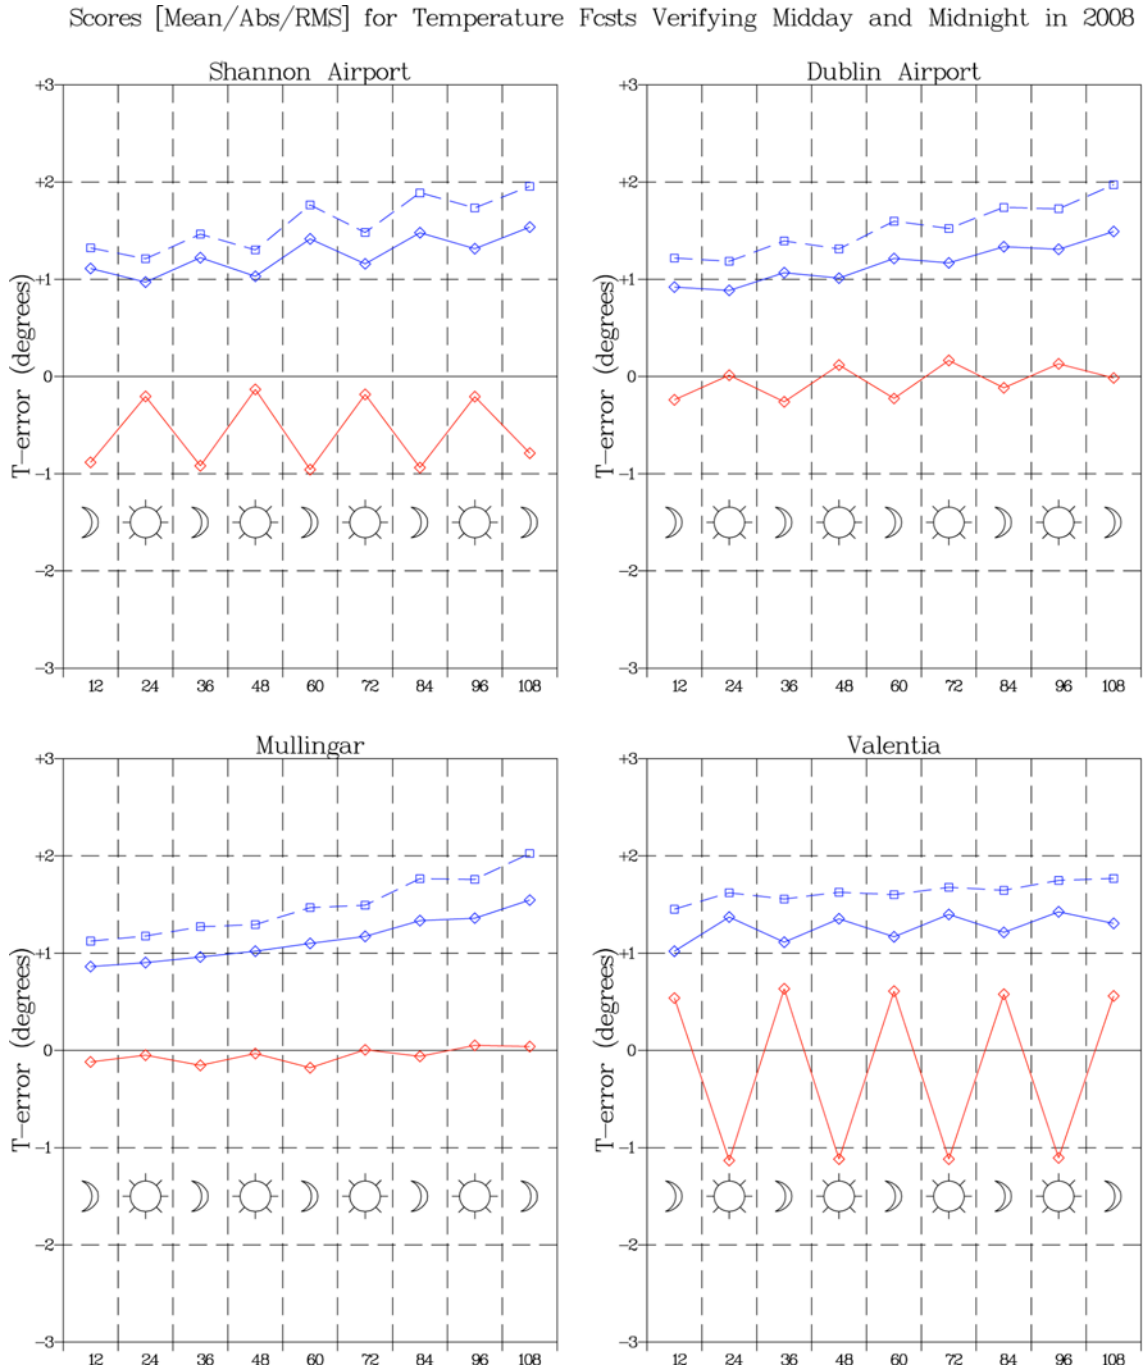 Scores [Mean/Abs/RMS] for Temperature Fcsts Verifying Midday and Midnight in 2008
Shannon Airport
+3
+2
+1
0
−1
−2
−3
T−error (degrees)
12 24 36 48 60 72 84 96 108
Dublin Airport
+3
+2
+1
0
−1
−2
−3
T−error (degrees)
12 24 36 48 60 72 84 96 108
Mullingar
+3
+2
+1
0
−1
−2
−3
T−error (degrees)
12 24 36 48 60 72 84 96 108
Valentia
+3
+2
+1
0
−1
−2
−3
T−error (degrees)
12 24 36 48 60 72 84 96 108